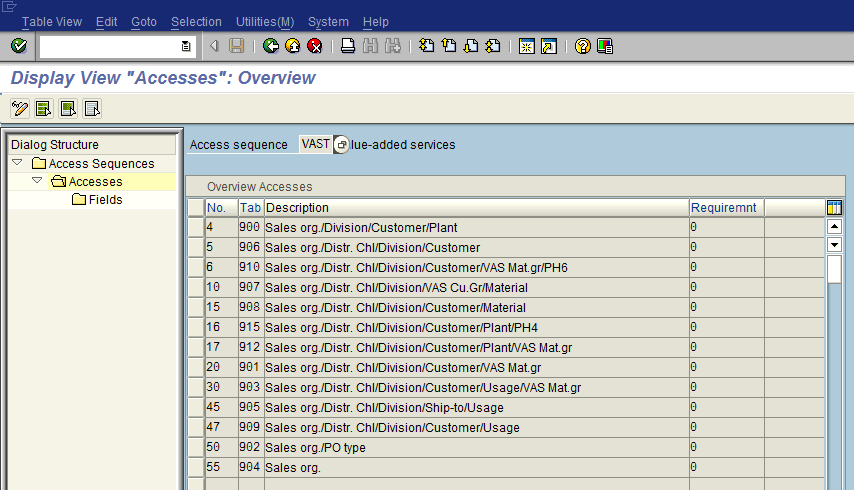 Table View Edit Goto Selection Utilities(M) System Help
Display View "Accesses": Overview
Dialog Structure
Access Sequences
Accesses
Fields
Access sequence VAST lue-added services
Overview Accesses
No. Tab Description Requiremnt
4 900 Sales org./Division/Customer/Plant 0
5 906 Sales org./Distr. Chl/Division/Customer 0
6 910 Sales org./Distr. Chl/Division/Customer/VAS Mat.gr/PH6 0
10 907 Sales org./Distr. Chl/Division/VAS Cu.Gr/Material 0
15 908 Sales org./Distr. Chl/Division/Customer/Material 0
16 915 Sales org./Distr. Chl/Division/Customer/Plant/PH4 0
17 912 Sales org./Distr. Chl/Division/Customer/Plant/VAS Mat.gr 0
20 901 Sales org./Distr. Chl/Division/Customer/VAS Mat.gr 0
30 903 Sales org./Distr. Chl/Division/Customer/Usage/VAS Mat.gr 0
45 905 Sales org./Distr. Chl/Division/Ship-to/Usage 0
47 909 Sales org./Distr. Chl/Division/Customer/Usage 0
50 902 Sales org./PO type 0
55 904 Sales org. 0